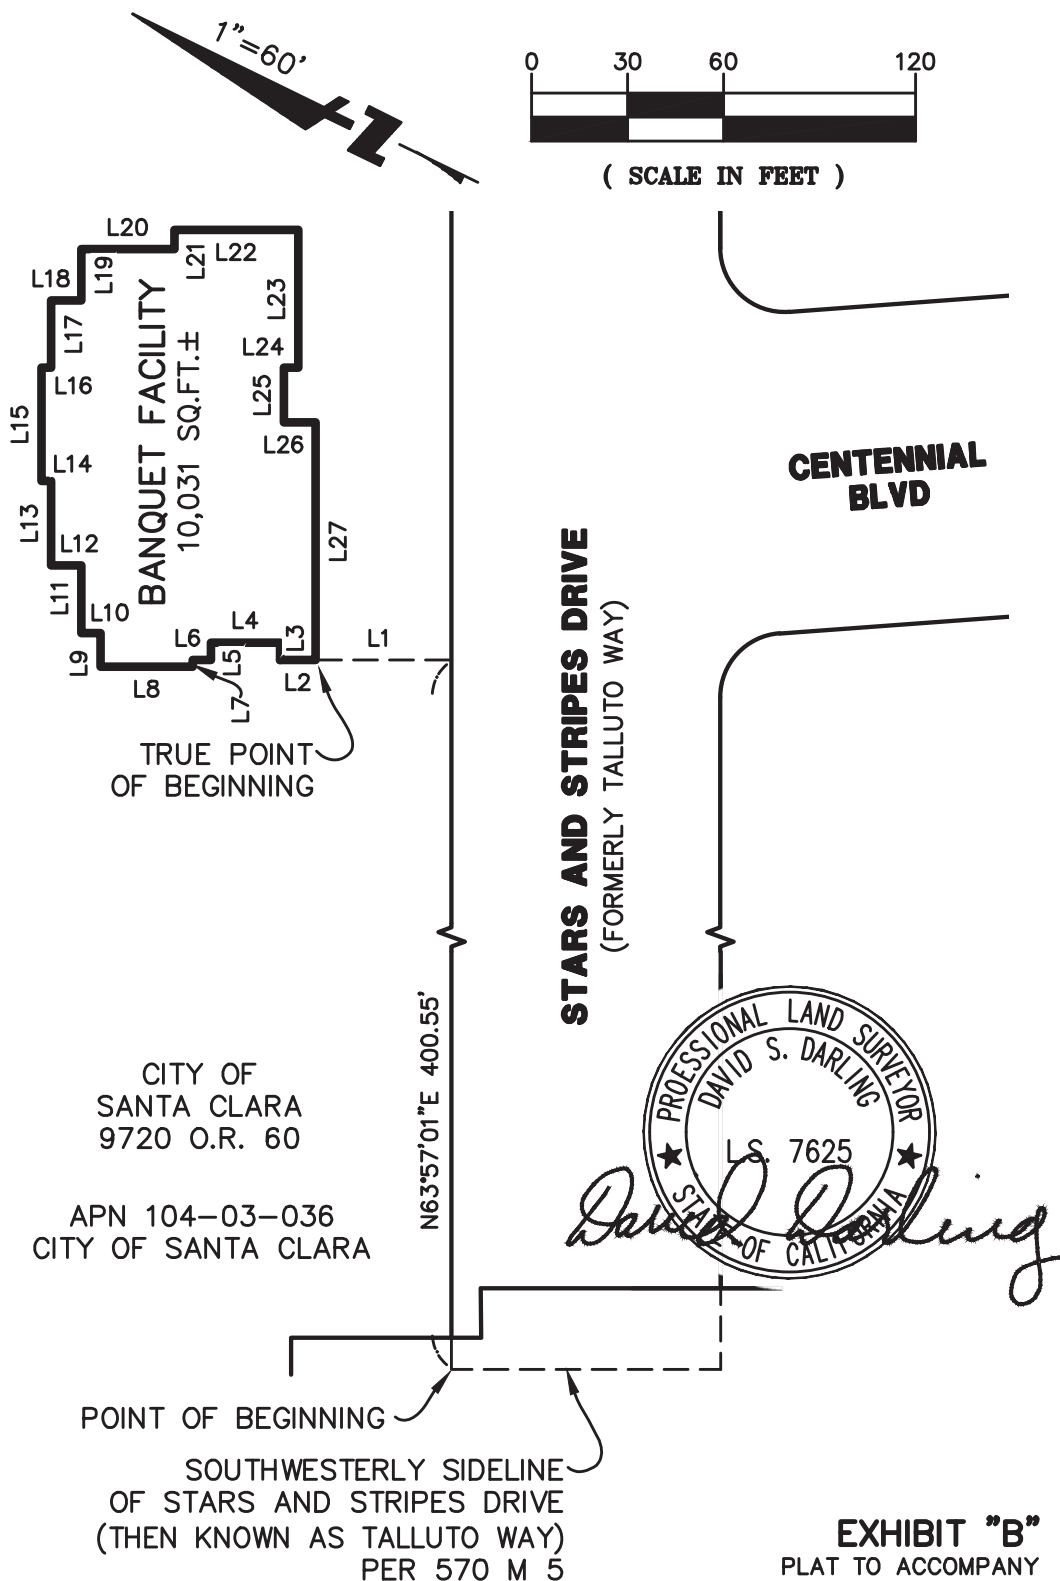 1"=60'
0 30 60 120
( SCALE IN FEET )
L20
L21
L22
L19
L18
L23
L17
L24
L16
L25
L15
L26
L14
BANQUET FACILITY
10,031 SQ.FT.±
L13
L12
L27
L11
L10
L9
L8
L6
L7
L5
L4
L3
L2
L1
TRUE POINT
OF BEGINNING
CENTENNIAL
BLVD
STARS AND STRIPES DRIVE
(FORMERLY TALLUTO WAY)
N63°57'01"E 400.55'
CITY OF
SANTA CLARA
9720 O.R. 60
APN 104-03-036
CITY OF SANTA CLARA
PROESSIONAL LAND SURVEYOR
DAVID S. DARLING
L.S. 7625
STATE OF CALIFORNIA
David Darling
POINT OF BEGINNING
SOUTHWESTERLY SIDELINE
OF STARS AND STRIPES DRIVE
(THEN KNOWN AS TALLUTO WAY)
PER 570 M 5
EXHIBIT "B"
PLAT TO ACCOMPANY